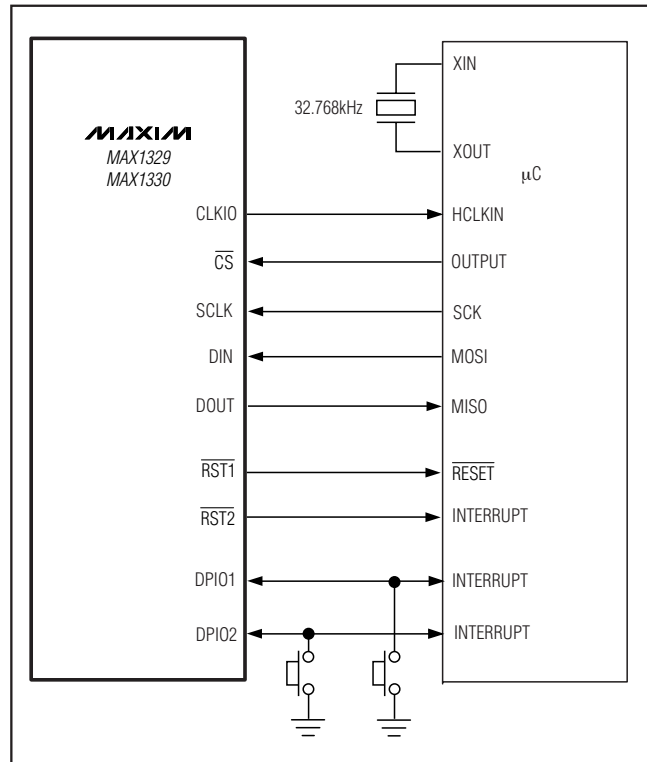 XIN
32.768kHz
XOUT
MAXIM
MAX1329
MAX1330
µC
CLKIO HCLKIN
CS OUTPUT
SCLK SCK
DIN MOSI
DOUT MISO
RST1 RESET
RST2 INTERRUPT
DPIO1 INTERRUPT
DPIO2 INTERRUPT